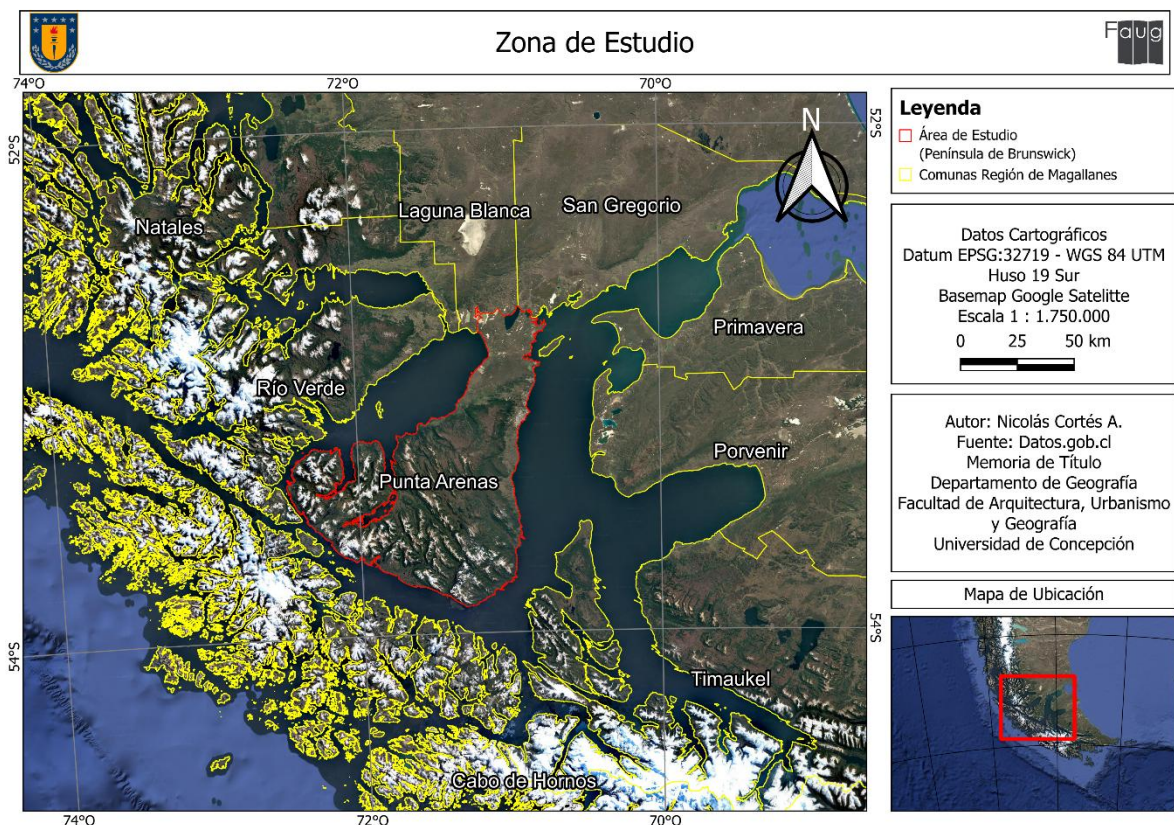 Zona de Estudio
Faug
74°O
72°O
70°O
52°S
52°S
N
Natales
Laguna Blanca
San Gregorio
Primavera
Río Verde
Punta Arenas
Porvenir
Timaukel
Cabo de Hornos
54°S
54°S
74°O
72°O
70°O
Leyenda
Área de Estudio
(Península de Brunswick)
Comunas Región de Magallanes
Datos Cartográficos
Datum EPSG:32719 - WGS 84 UTM
Huso 19 Sur
Basemap Google Satelitte
Escala 1 : 1.750.000
0 25 50 km
Autor: Nicolás Cortés A.
Fuente: Datos.gob.cl
Memoria de Título
Departamento de Geografía
Facultad de Arquitectura, Urbanismo
y Geografía
Universidad de Concepción
Mapa de Ubicación